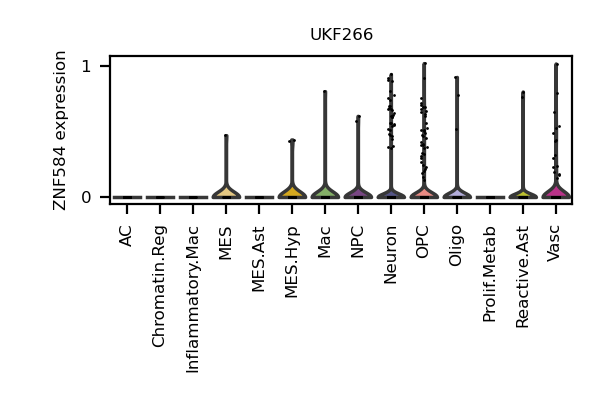 UKF266
ZNF584 expression
1
0
AC
Chromatin.Reg
Inflammatory.Mac
MES
MES.Ast
MES.Hyp
Mac
NPC
Neuron
OPC
Oligo
Prolif.Metab
Reactive.Ast
Vasc